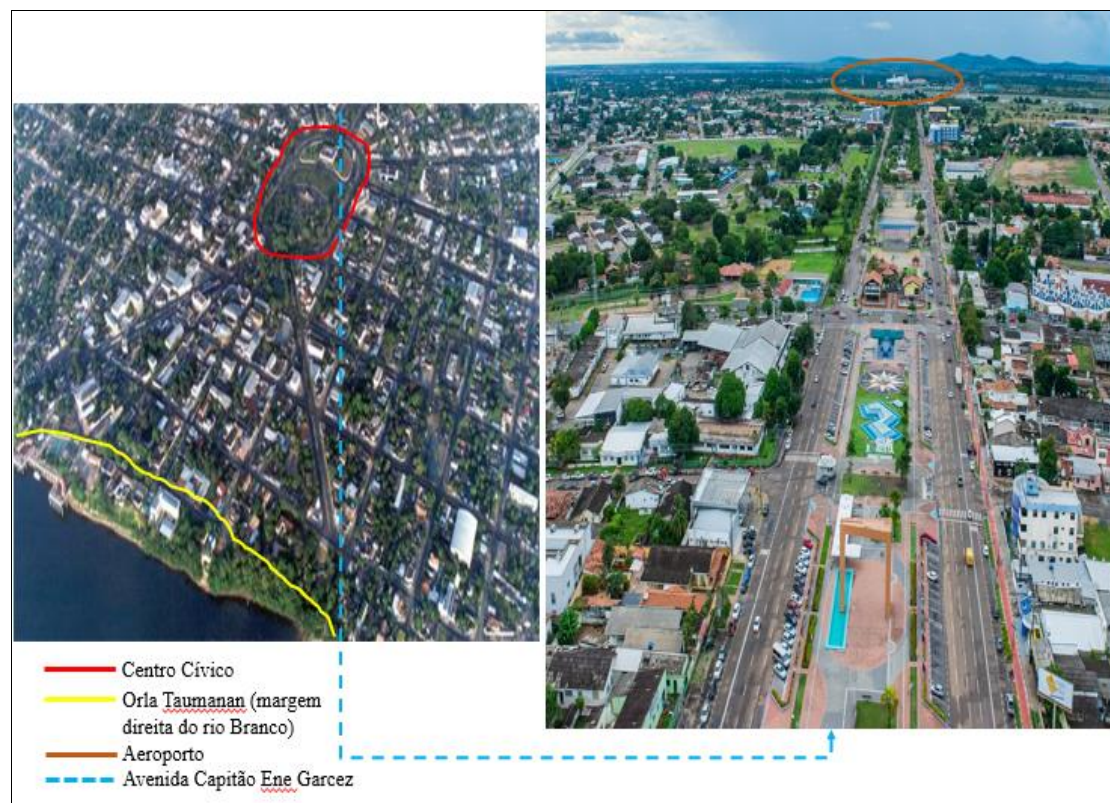 Centro Cívico
Orla Taumanan (margem
direita do rio Branco)
Aeroporto
Avenida Capitão Ene Garcez